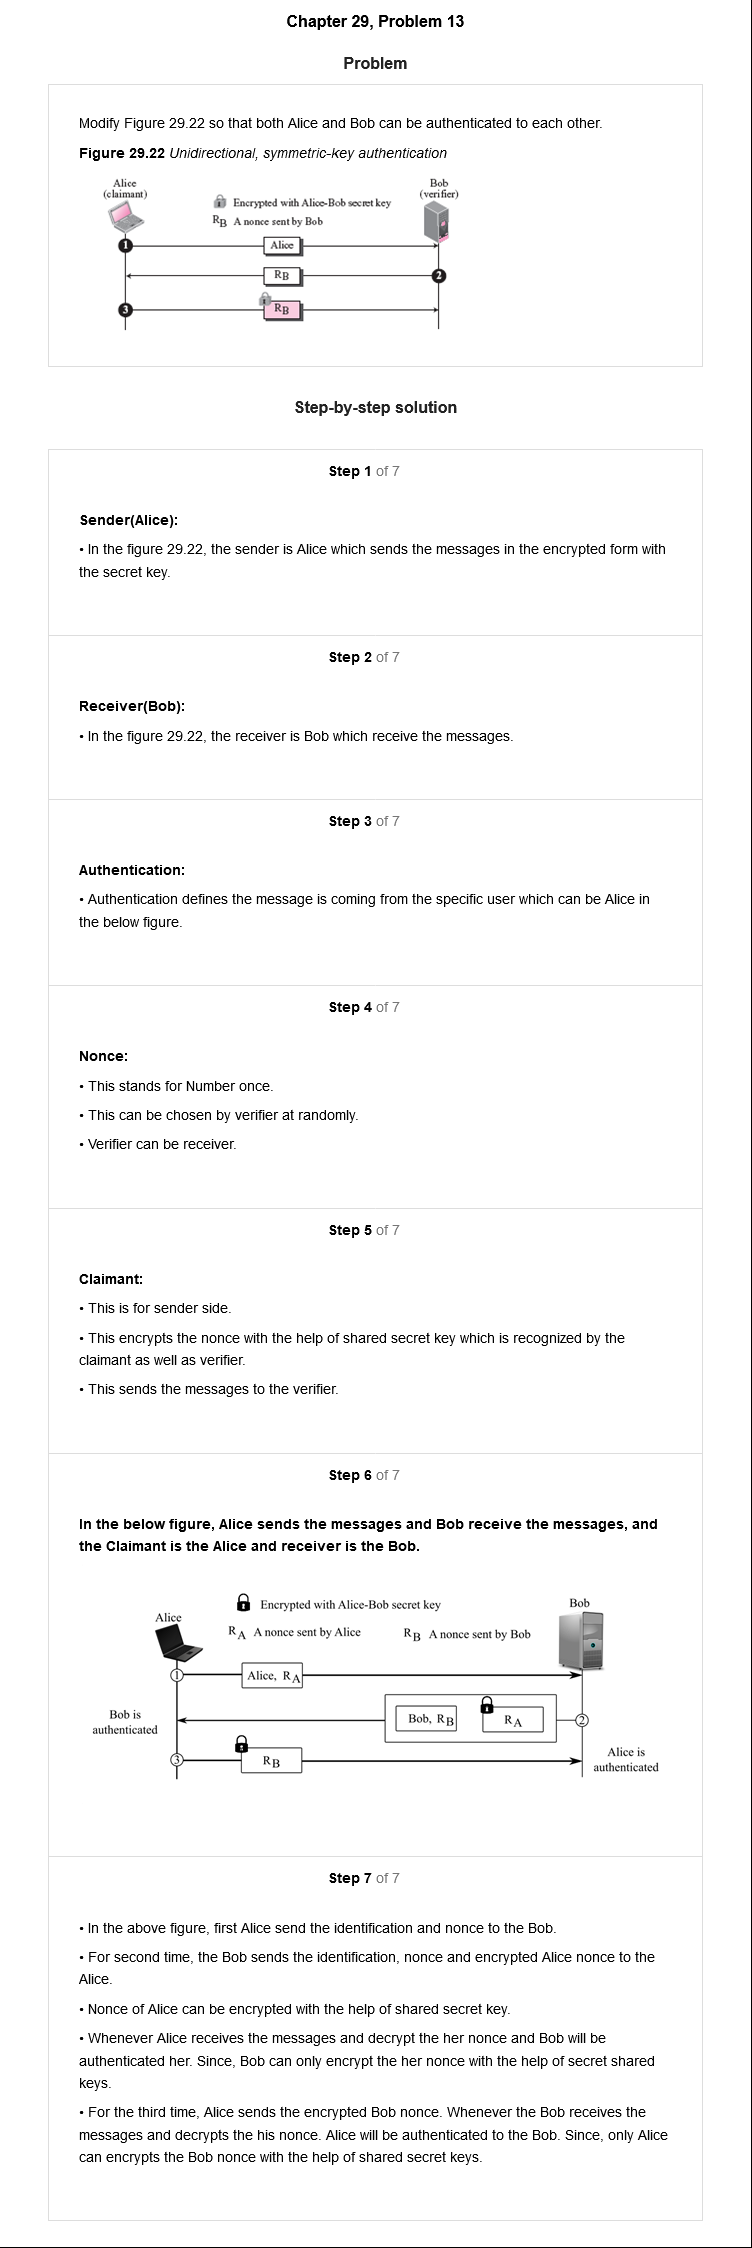 Chapter 29, Problem 13
Problem
Modify Figure 29.22 so that both Alice and Bob can be authenticated to each other.
Figure 29.22 Unidirectional, symmetric-key authentication
Alice
(claimant)
Bob
(verifier)
Encrypted with Alice-Bob secret key
RB A nonce sent by Bob
1
Alice
RB
2
3
RB
Step-by-step solution
Step 1 of 7
Sender(Alice):
• In the figure 29.22, the sender is Alice which sends the messages in the encrypted form with
the secret key.
Step 2 of 7
Receiver(Bob):
• In the figure 29.22, the receiver is Bob which receive the messages.
Step 3 of 7
Authentication:
• Authentication defines the message is coming from the specific user which can be Alice in
the below figure.
Step 4 of 7
Nonce:
• This stands for Number once.
• This can be chosen by verifier at randomly.
• Verifier can be receiver.
Step 5 of 7
Claimant:
• This is for sender side.
• This encrypts the nonce with the help of shared secret key which is recognized by the
claimant as well as verifier.
• This sends the messages to the verifier.
Step 6 of 7
In the below figure, Alice sends the messages and Bob receive the messages, and
the Claimant is the Alice and receiver is the Bob.
Alice
Encrypted with Alice-Bob secret key
Bob
RA A nonce sent by Alice
RB A nonce sent by Bob
1
Alice, RA
Bob is
authenticated
Bob, RB
RA
2
3
RB
Alice is
authenticated
Step 7 of 7
• In the above figure, first Alice send the identification and nonce to the Bob.
• For second time, the Bob sends the identification, nonce and encrypted Alice nonce to the
Alice.
• Nonce of Alice can be encrypted with the help of shared secret key.
• Whenever Alice receives the messages and decrypt the her nonce and Bob will be
authenticated her. Since, Bob can only encrypt the her nonce with the help of secret shared
keys.
• For the third time, Alice sends the encrypted Bob nonce. Whenever the Bob receives the
messages and decrypts the his nonce. Alice will be authenticated to the Bob. Since, only Alice
can encrypts the Bob nonce with the help of shared secret keys.